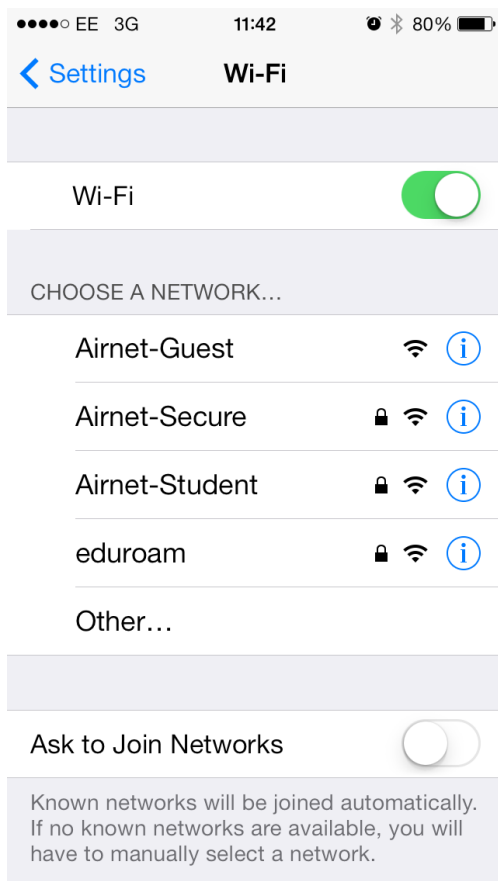 EE 3G 11:42 80%
Settings Wi-Fi
Wi-Fi
CHOOSE A NETWORK...
Airnet-Guest
Airnet-Secure
Airnet-Student
eduroam
Other...
Ask to Join Networks
Known networks will be joined automatically.
If no known networks are available, you will
have to manually select a network.